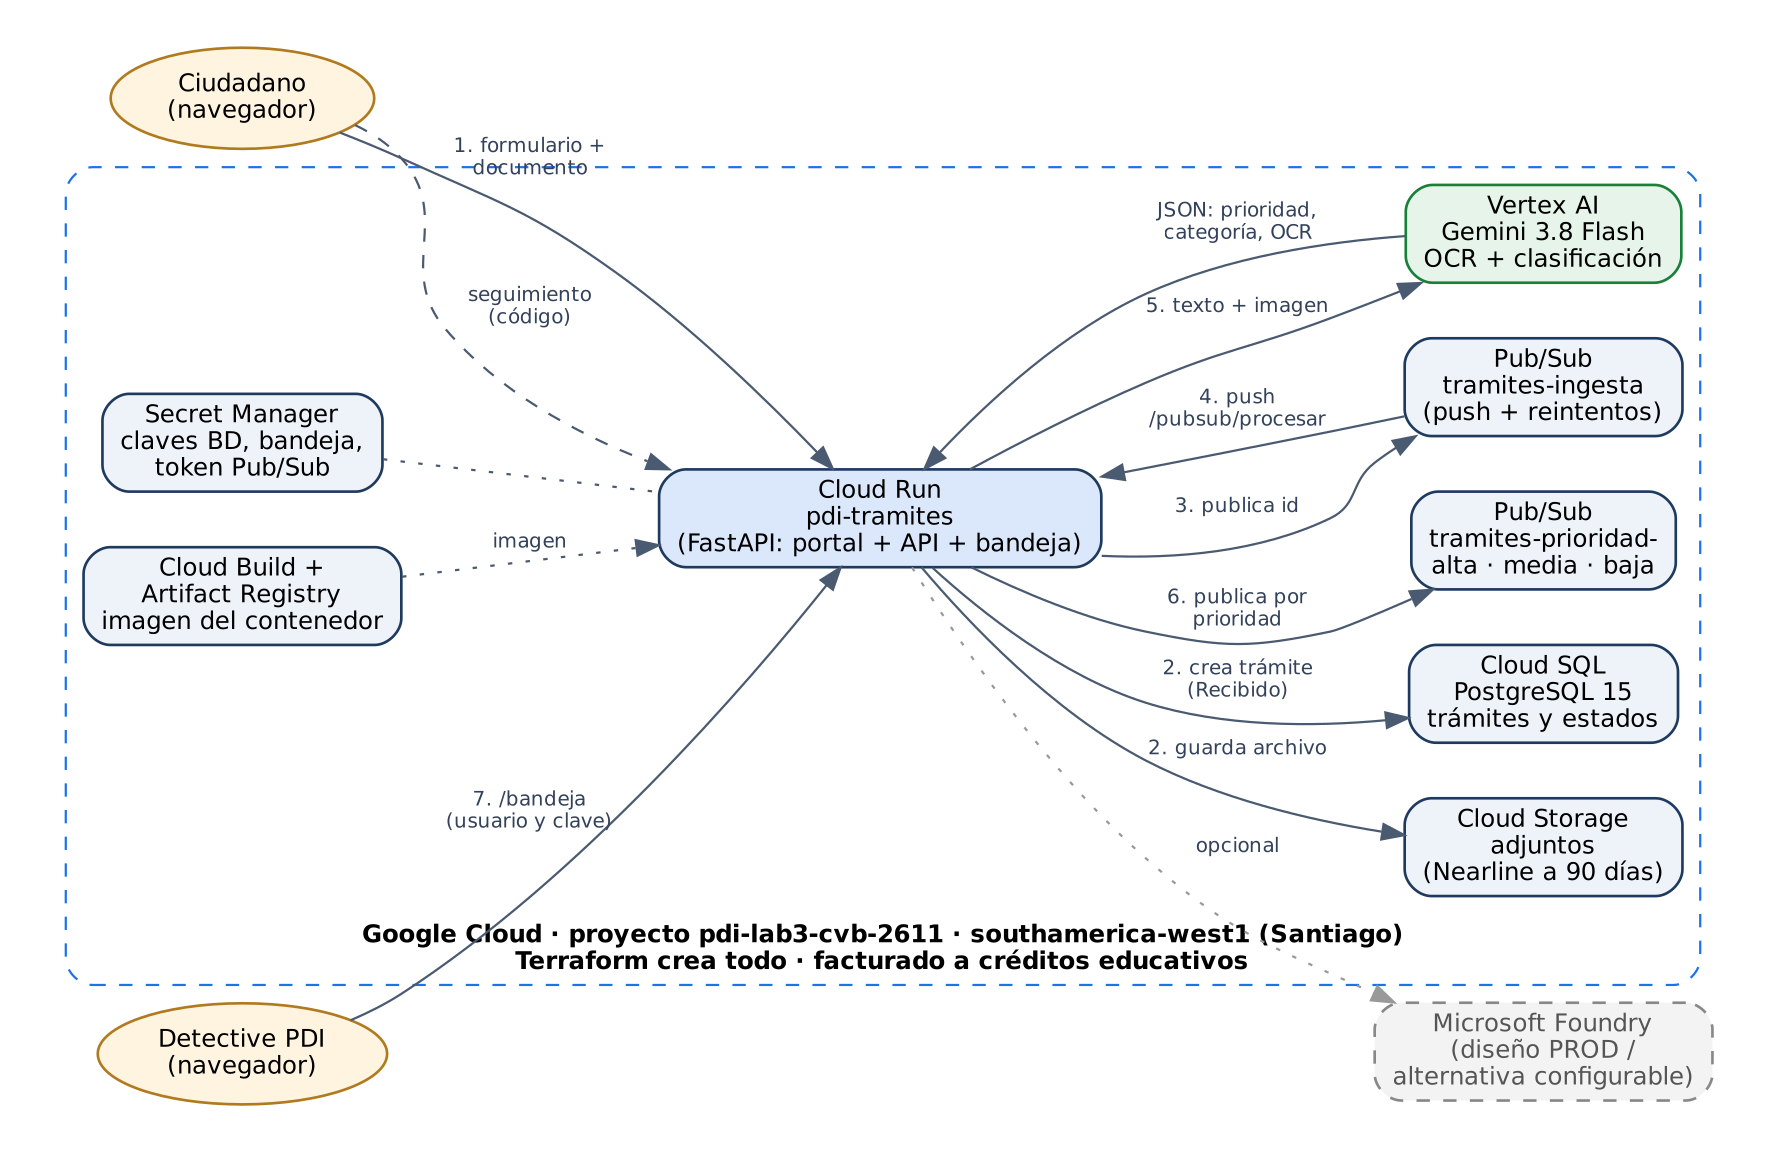 Ciudadano
(navegador)
1. formulario +
documento
seguimiento
(código)
JSON: prioridad,
categoría, OCR
Vertex AI
Gemini 3.8 Flash
OCR + clasificación
5. texto + imagen
Pub/Sub
tramites-ingesta
(push + reintentos)
4. push
/pubsub/procesar
Secret Manager
claves BD, bandeja,
token Pub/Sub
Cloud Run
pdi-tramites
(FastAPI: portal + API + bandeja)
3. publica id
Pub/Sub
tramites-prioridad-
alta · media · baja
Cloud Build +
Artifact Registry
imagen del contenedor
imagen
6. publica por
prioridad
2. crea trámite
(Recibido)
Cloud SQL
PostgreSQL 15
trámites y estados
2. guarda archivo
Cloud Storage
adjuntos
(Nearline a 90 días)
7. /bandeja
(usuario y clave)
opcional
Google Cloud · proyecto pdi-lab3-cvb-2611 · southamerica-west1 (Santiago)
Terraform crea todo · facturado a créditos educativos
Detective PDI
(navegador)
Microsoft Foundry
(diseño PROD /
alternativa configurable)